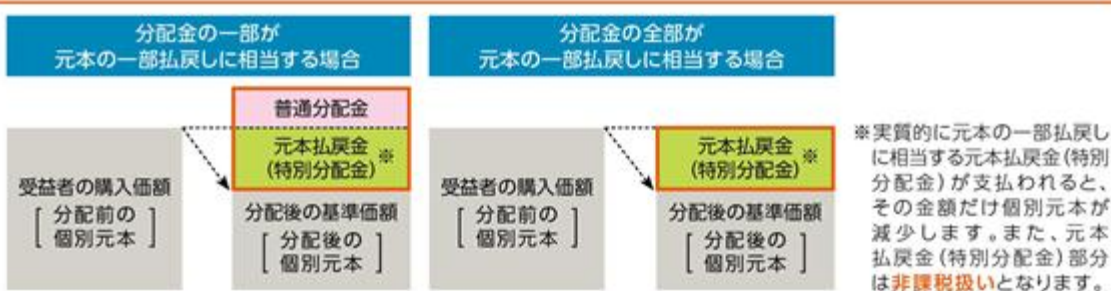 分配金の一部が
元本の一部払戻しに相当する場合
普通分配金
元本払戻金
(特別分配金)
※
受益者の購入価額
[ 分配前の
個別元本 ]
分配後の基準価額
[ 分配後の
個別元本 ]
分配金の全部が
元本の一部払戻しに相当する場合
元本払戻金
(特別分配金)
※
受益者の購入価額
[ 分配前の
個別元本 ]
分配後の基準価額
[ 分配後の
個別元本 ]
※実質的に元本の一部払戻し
に相当する元本払戻金(特別
分配金)が支払われると、
その金額だけ個別元本が
減少します。また、元本
払戻金(特別分配金)部分
は非課税扱いとなります。